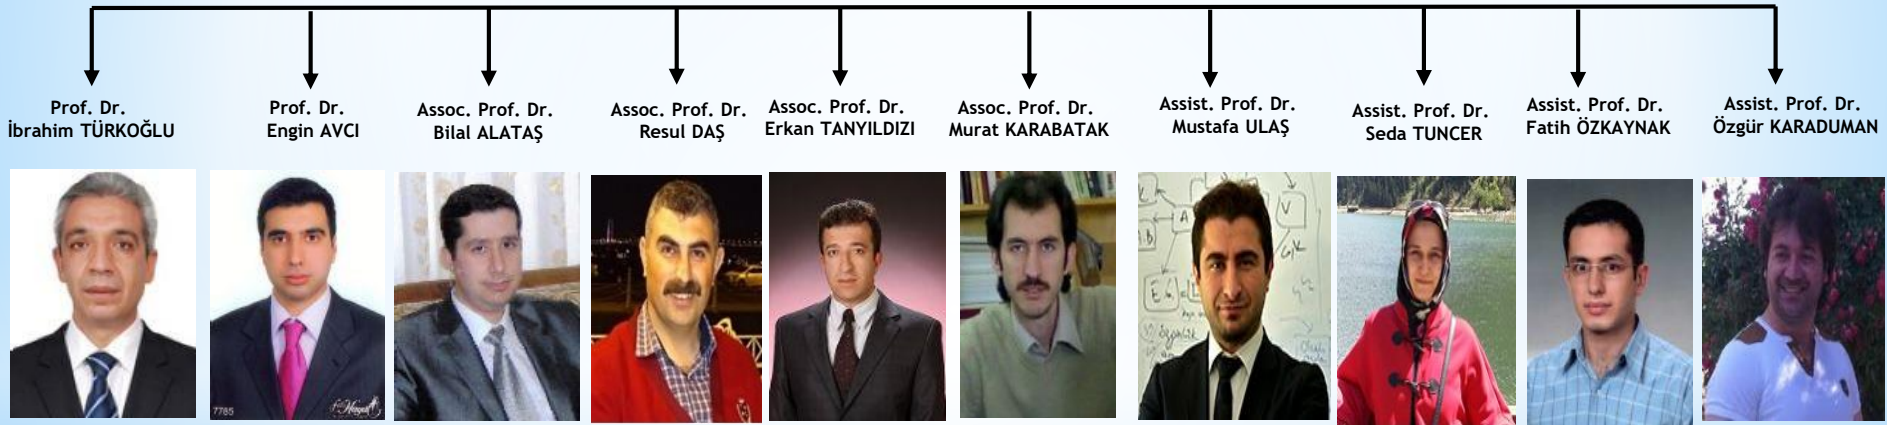 Prof. Dr.
İbrahim TÜRKOĞLU
Prof. Dr.
Engin AVCI
Assoc. Prof. Dr.
Bilal ALATAŞ
Assoc. Prof. Dr.
Resul DAŞ
Assoc. Prof. Dr.
Erkan TANYILDIZI
Assoc. Prof. Dr.
Murat KARABATAK
Assist. Prof. Dr.
Mustafa ULAŞ
Assist. Prof. Dr.
Seda TUNCER
Assist. Prof. Dr.
Fatih ÖZKAYNAK
Assist. Prof. Dr.
Özgür KARADUMAN
7785
A
V